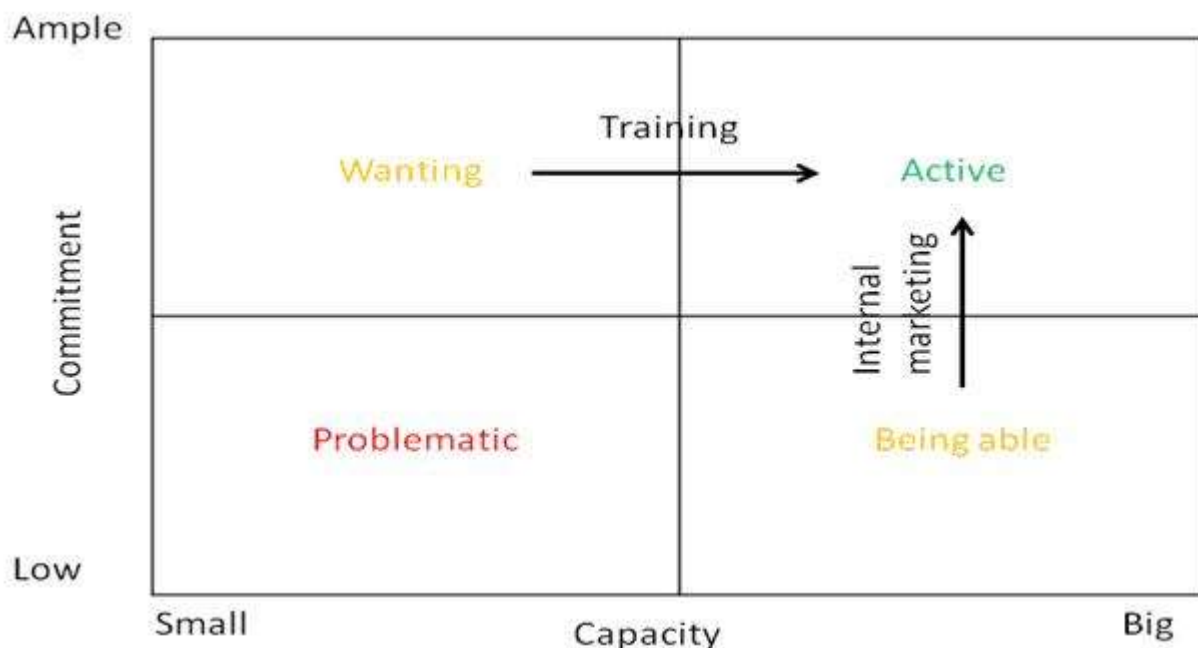 Ample
Training
Wanting
Active
Commitment
Internal
marketing
Problematic
Being able
Low
Small
Capacity
Big